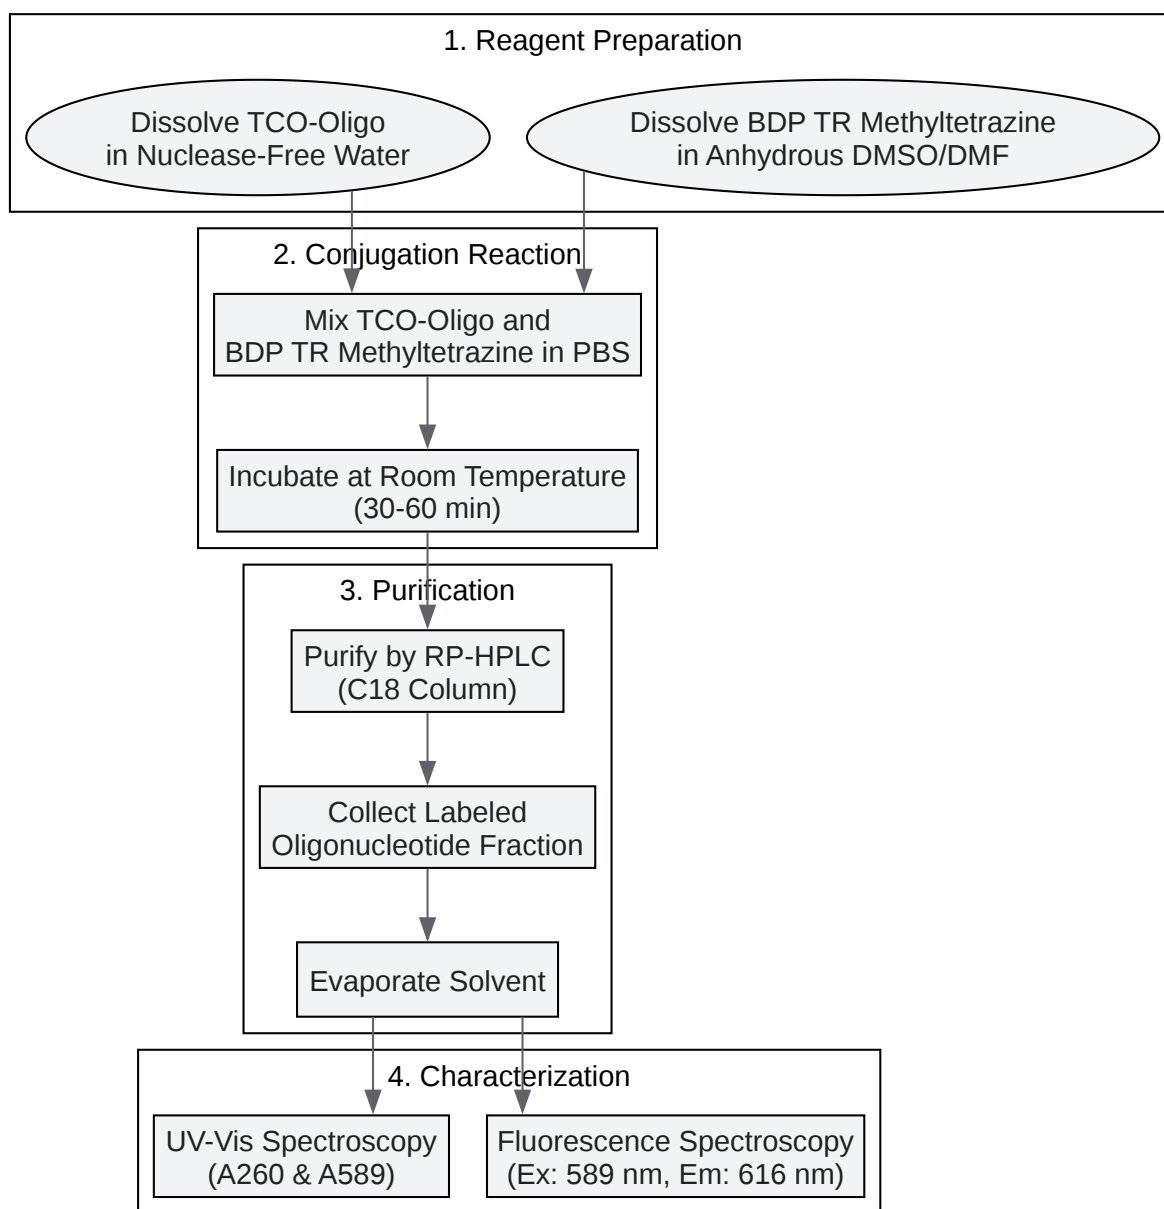 1. Reagent Preparation
Dissolve TCO-Oligo
in Nuclease-Free Water
Dissolve BDP TR Methyltetrazine
in Anhydrous DMSO/DMF
2. Conjugation Reaction
Mix TCO-Oligo and
BDP TR Methyltetrazine in PBS
Incubate at Room Temperature
(30-60 min)
3. Purification
Purify by RP-HPLC
(C18 Column)
Collect Labeled
Oligonucleotide Fraction
Evaporate Solvent
4. Characterization
UV-Vis Spectroscopy
(A260 & A589)
Fluorescence Spectroscopy
(Ex: 589 nm, Em: 616 nm)